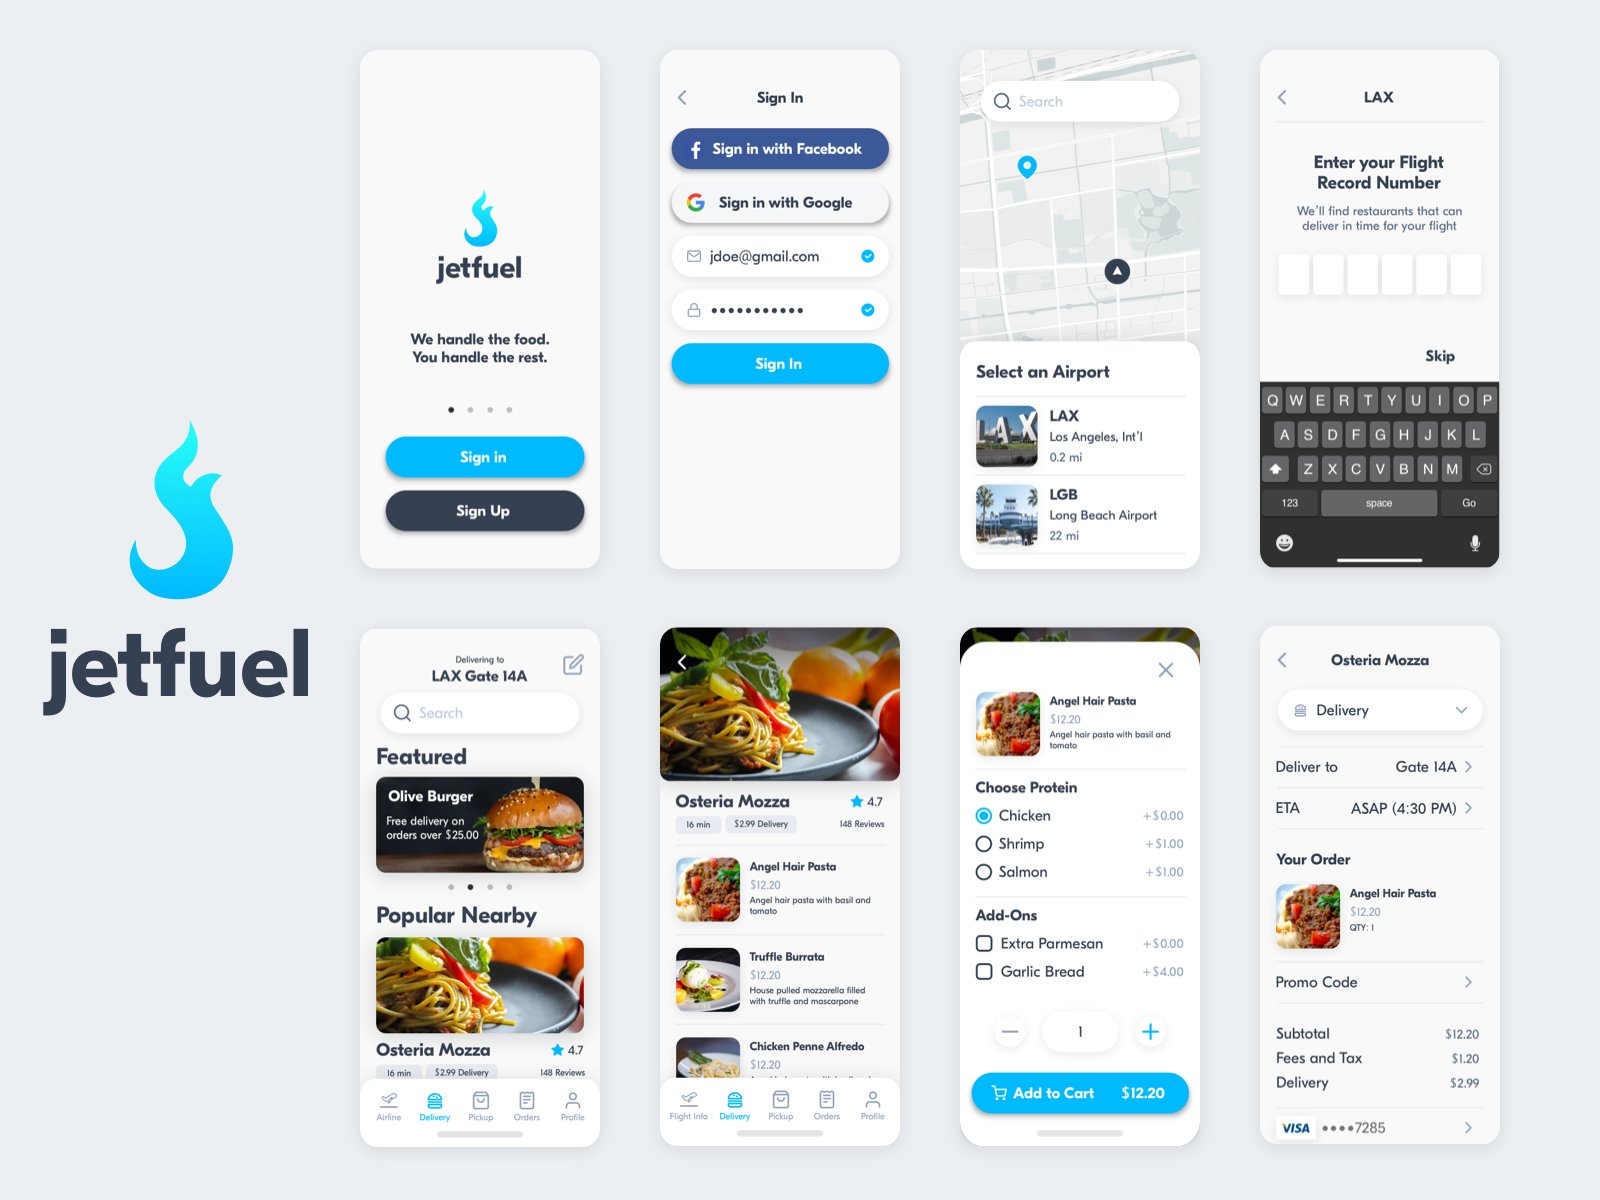 jetfuel
jetfuel
We handle the food.
You handle the rest.
Sign in
Sign Up
Sign In
Sign in with Facebook
Sign in with Google
jdoe@gmail.com
Sign In
Search
Select an Airport
LAX
LAX
Los Angeles, Int'l
0.2 mi
LGB
Long Beach Airport
22 mi
LAX
Enter your Flight
Record Number
We'll find restaurants that can
deliver in time for your flight
Skip
Q W E R T Y U I O P
A S D F G H J K L
Z X C V B N M
123 space Go
Delivering to
LAX Gate 14A
Search
Featured
Olive Burger
Free delivery on
orders over $25.00
Popular Nearby
Osteria Mozza 4.7
16 min $2.99 Delivery 148 Reviews
Airline Delivery Pickup Orders Profile
Osteria Mozza 4.7
16 min $2.99 Delivery 148 Reviews
Angel Hair Pasta
$12.20
Angel hair pasta with basil and
tomato
Truffle Burrata
$12.20
House pulled mozzarella filled
with truffle and mascarpone
Chicken Penne Alfredo
$12.20
Flight Info Delivery Pickup Orders Profile
Angel Hair Pasta
$12.20
Angel hair pasta with basil and
tomato
Choose Protein
Chicken +$0.00
Shrimp +$1.00
Salmon +$1.00
Add-Ons
Extra Parmesan +$0.00
Garlic Bread +$4.00
1
Add to Cart $12.20
Osteria Mozza
Delivery
Deliver to Gate 14A
ETA ASAP (4:30 PM)
Your Order
Angel Hair Pasta
$12.20
QTY: 1
Promo Code
Subtotal $12.20
Fees and Tax $1.20
Delivery $2.99
VISA ••••7285